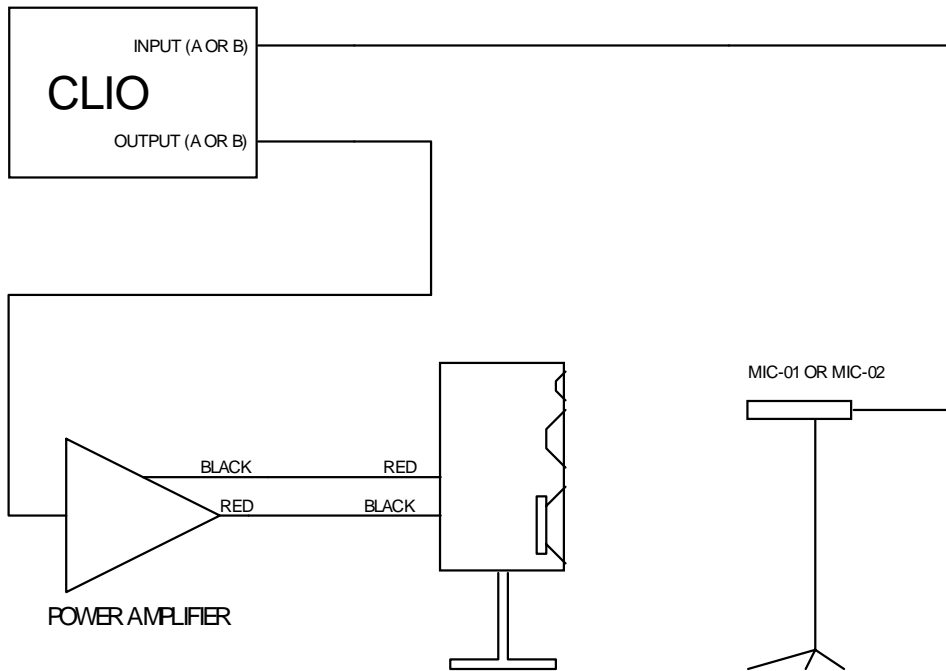 INPUT (A OR B)
CLIO
OUTPUT (A OR B)
MIC-01 OR MIC-02
BLACK
RED
RED
BLACK
POWER AMPLIFIER